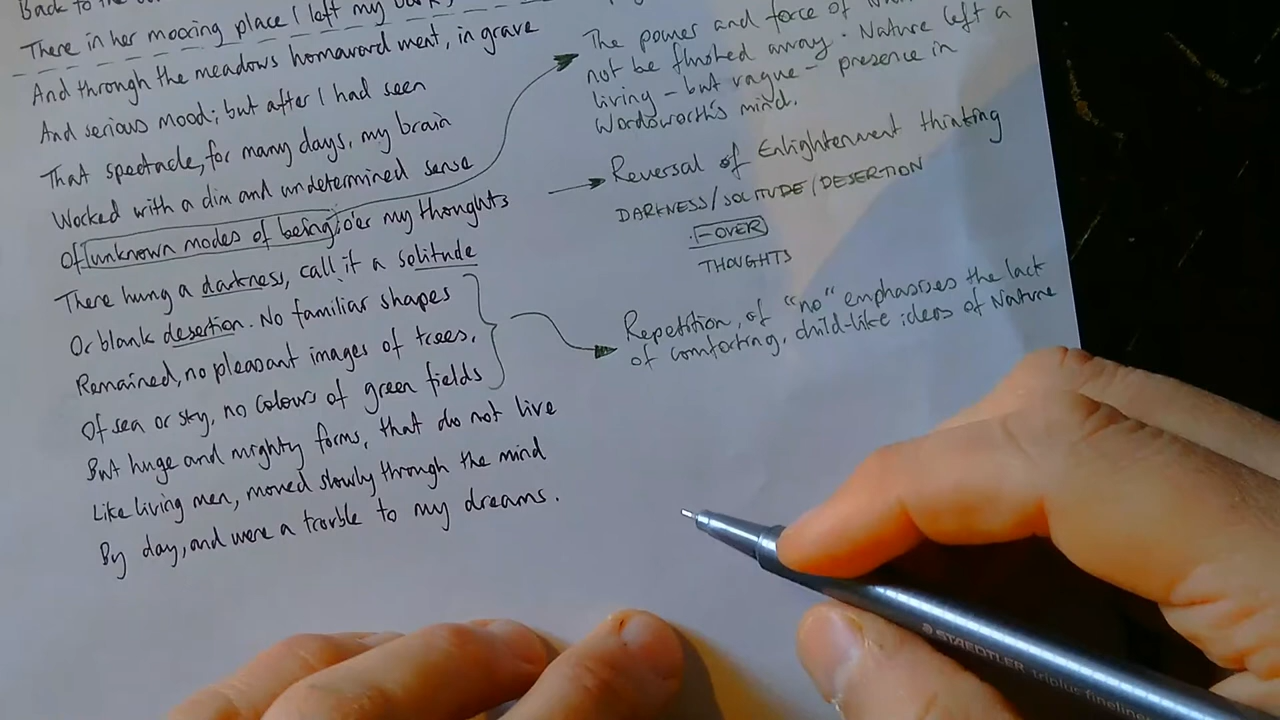 Back to the
There in her mooring place I left my bark,
And through the meadows homeward went, in grave
And serious mood; but after I had seen
That spectacle, for many days, my brain
Worked with a dim and undetermined sense
Of unknown modes of being; o'er my thoughts
There hung a darkness, call it a solitude
Or blank desertion. No familiar shapes
Remained, no pleasant images of trees,
Of sea or sky, no colours of green fields
But huge and mighty forms, that do not live
Like living men, moved slowly through the mind
By day, and were a trouble to my dreams.
The power and force of
not be flushed away. Nature left a
living - but vague - presence in
Wordsworth's mind.
Reversal of Enlightenment thinking
DARKNESS/SOLITUDE/DESERTION
-OVER
THOUGHTS
Repetition of "no" emphasises the lack
of comforting, child-like ideas of Nature
STAEDTLER triplus fineliner